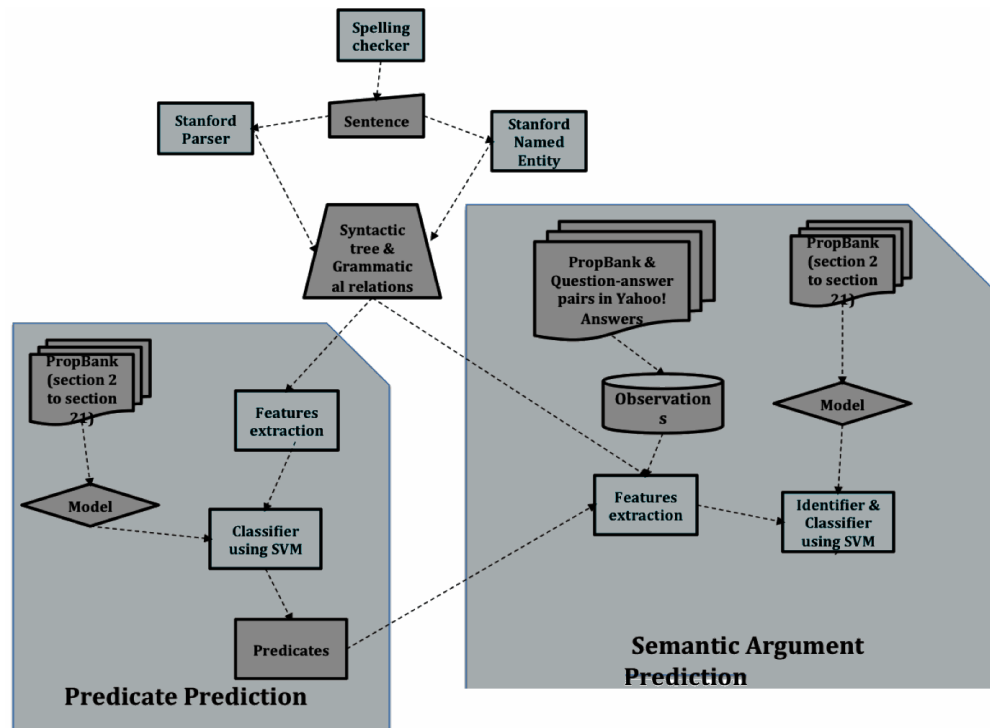 Spelling
checker
Sentence
Stanford
Parser
Stanford
Named
Entity
Syntactic
tree &
Grammatic
al relations
PropBank &
Question-answer
pairs in Yahoo!
Answers
PropBank
(section 2
to section
21)
Observation
s
Model
Features
extraction
Identifier &
Classifier
using SVM
Semantic Argument
Prediction
PropBank
(section 2
to section
21)
Features
extraction
Model
Classifier
using SVM
Predicates
Predicate Prediction